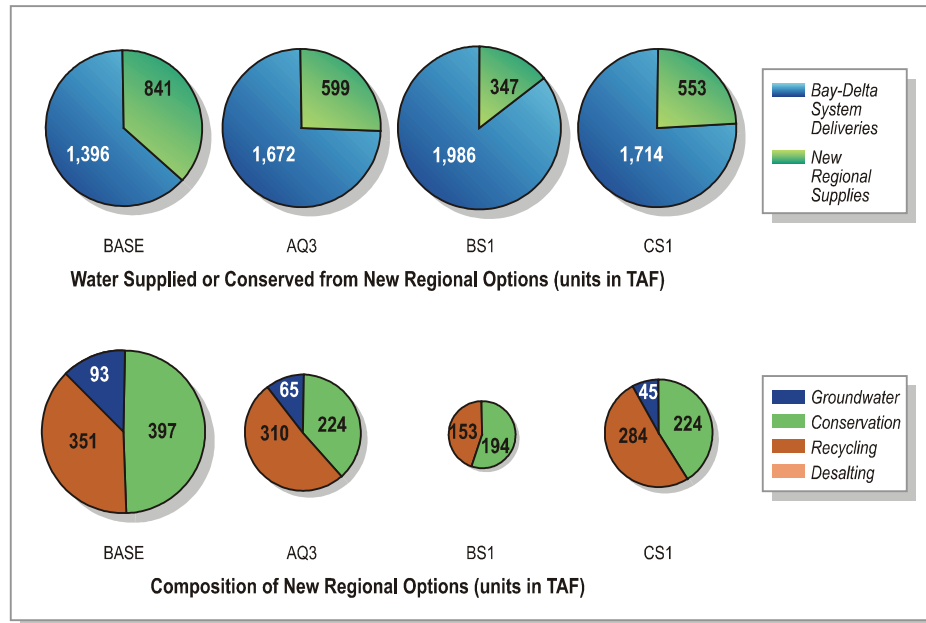 841
599
347
553
1,396
1,672
1,986
1,714
Bay-Delta
System
Deliveries
New
Regional
Supplies
BASE
AQ3
BS1
CS1
Water Supplied or Conserved from New Regional Options (units in TAF)
93
65
45
351
397
310
224
153
194
284
224
Groundwater
Conservation
Recycling
Desalting
BASE
AQ3
BS1
CS1
Composition of New Regional Options (units in TAF)